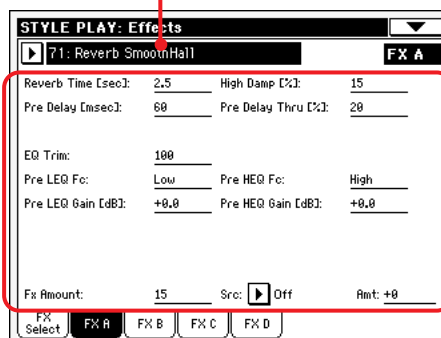 STYLE PLAY: Effects
71: Reverb SmoothHall FX A
Reverb Time [sec]: 2.5 High Damp [%]: 15
Pre Delay [msec]: 60 Pre Delay Thru [%]: 20
EQ Trim: 100
Pre LEQ Fc: Low Pre HEQ Fc: High
Pre LEQ Gain [dB]: +0.0 Pre HEQ Gain [dB]: +0.0
Fx Amount: 15 Src: Off Amt: +0
FX Select FX A FX B FX C FX D